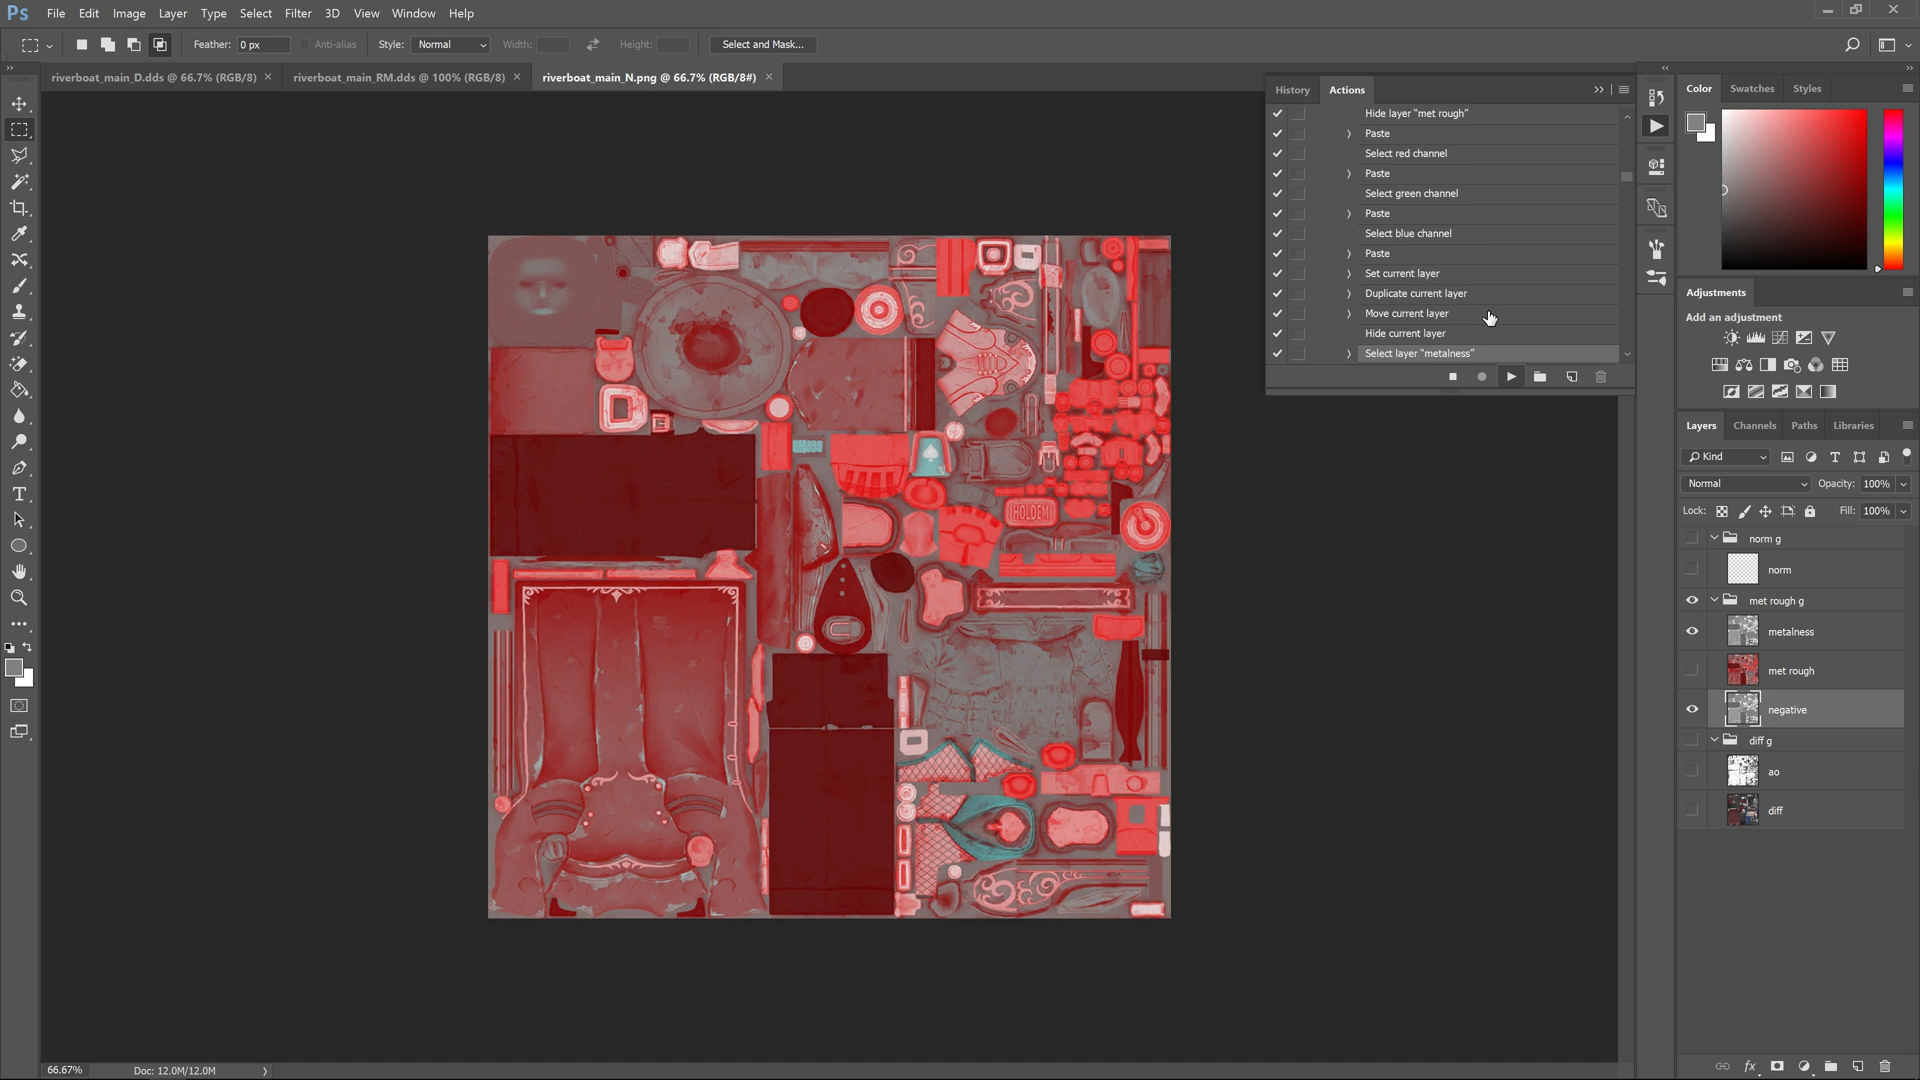 Ps File Edit Image Layer Type Select Filter 3D View Window Help
Feather: 0 px Anti-alias Style: Normal Width: Height: Select and Mask...
riverboat_main_D.dds @ 66.7% (RGB/8) × riverboat_main_RM.dds @ 100% (RGB/8) × riverboat_main_N.png @ 66.7% (RGB/8#) ×
History Actions
Hide layer “met rough”
Paste
Select red channel
Paste
Select green channel
Paste
Select blue channel
Paste
Set current layer
Duplicate current layer
Move current layer
Hide current layer
Select layer “metalness”
HOLDEM
Color Swatches Styles
Adjustments
Add an adjustment
Layers Channels Paths Libraries
Kind
Normal Opacity: 100%
Lock: Fill: 100%
norm g
norm
met rough g
metalness
met rough
negative
diff g
ao
diff
66.67% Doc: 12.0M/12.0M